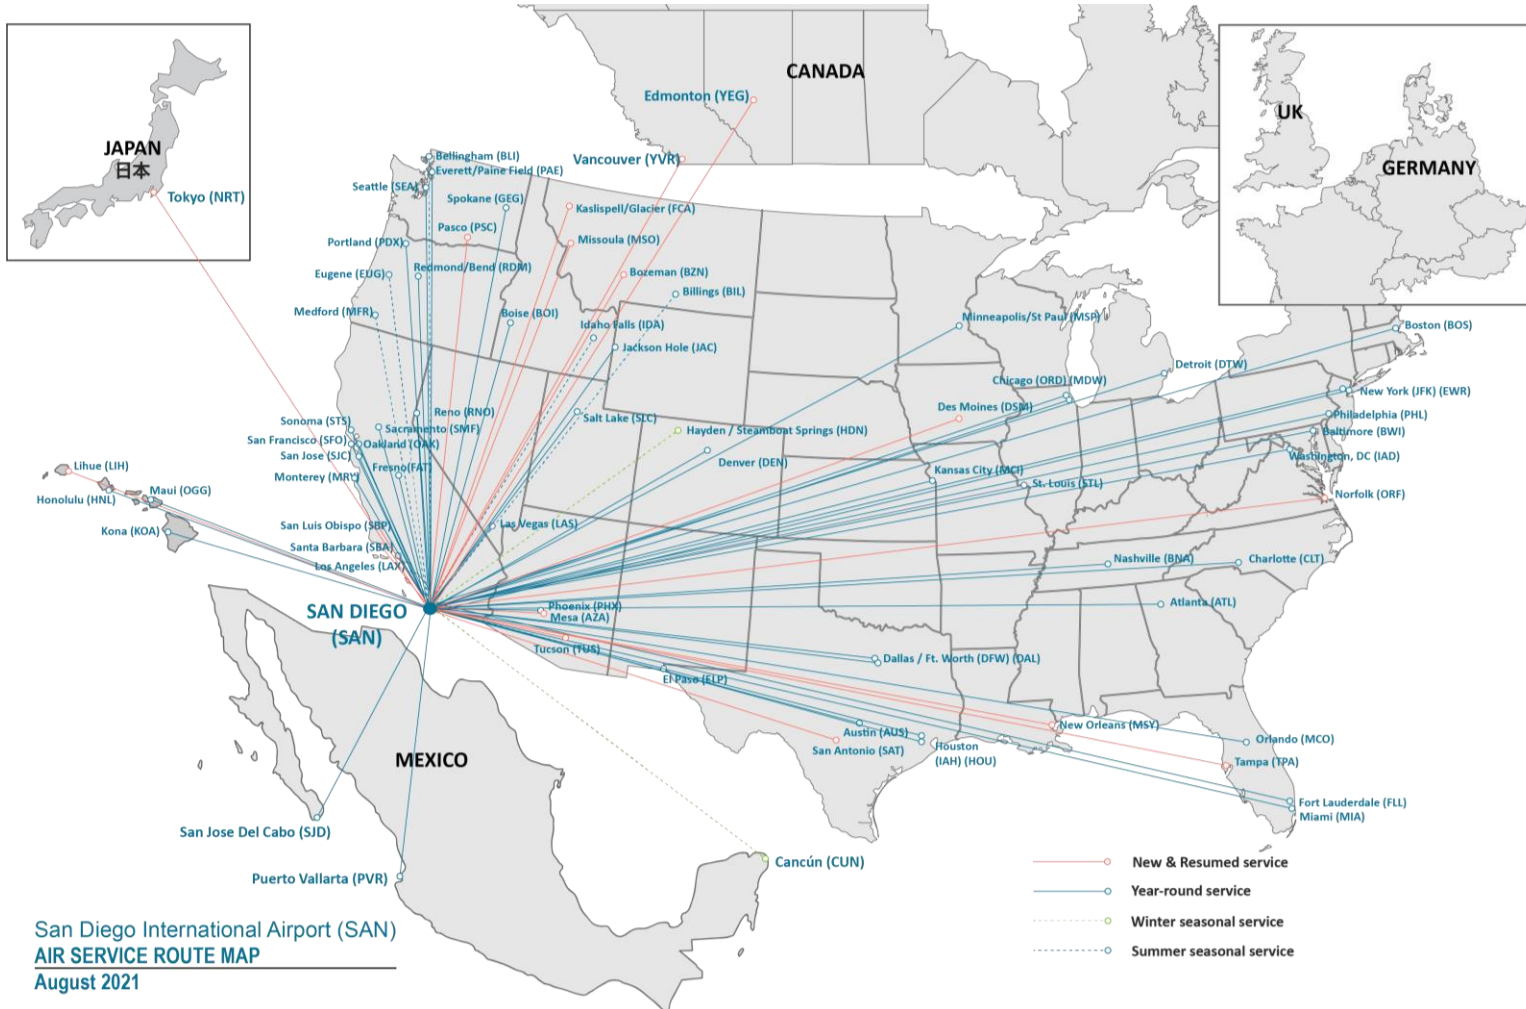 CANADA
Edmonton (YEG)
Vancouver (YVR)
JAPAN
日本
Tokyo (NRT)
UK
GERMANY
Bellingham (BLI)
Everett/Paine Field (PAE)
Seattle (SEA)
Spokane (GEG)
Pasco (PSC)
Kaslispell/Glacier (FCA)
Missoula (MSO)
Portland (PDX)
Redmond/Bend (RDM)
Eugene (EUG)
Bozeman (BZN)
Billings (BIL)
Medford (MFR)
Boise (BOI)
Idaho Falls (IDA)
Jackson Hole (JAC)
Minneapolis/St Paul (MSP)
Boston (BOS)
Detroit (DTW)
Chicago (ORD) (MDW)
New York (JFK) (EWR)
Des Moines (DSM)
Philadelphia (PHL)
Baltimore (BWI)
Washington, DC (IAD)
Reno (RNO)
Salt Lake (SLC)
Sonoma (STS)
Sacramento (SMF)
Hayden / Steamboat Springs (HDN)
San Francisco (SFO)
Oakland (OAK)
San Jose (SJC)
Denver (DEN)
Fresno(FAT)
Monterey (MRY)
Kansas City (MCI)
St. Louis (STL)
Norfolk (ORF)
Lihue (LIH)
Honolulu (HNL)
Maui (OGG)
Kona (KOA)
San Luis Obispo (SBP)
Las Vegas (LAS)
Santa Barbara (SBA)
Los Angeles (LAX)
Nashville (BNA)
Charlotte (CLT)
Atlanta (ATL)
SAN DIEGO
(SAN)
Phoenix (PHX)
Mesa (AZA)
Tucson (TUS)
El Paso (ELP)
Dallas / Ft. Worth (DFW) (DAL)
Austin (AUS)
San Antonio (SAT)
Houston
(IAH) (HOU)
New Orleans (MSY)
Orlando (MCO)
Tampa (TPA)
Fort Lauderdale (FLL)
Miami (MIA)
MEXICO
San Jose Del Cabo (SJD)
Puerto Vallarta (PVR)
Cancún (CUN)
New & Resumed service
Year-round service
Winter seasonal service
Summer seasonal service
San Diego International Airport (SAN)
AIR SERVICE ROUTE MAP
August 2021